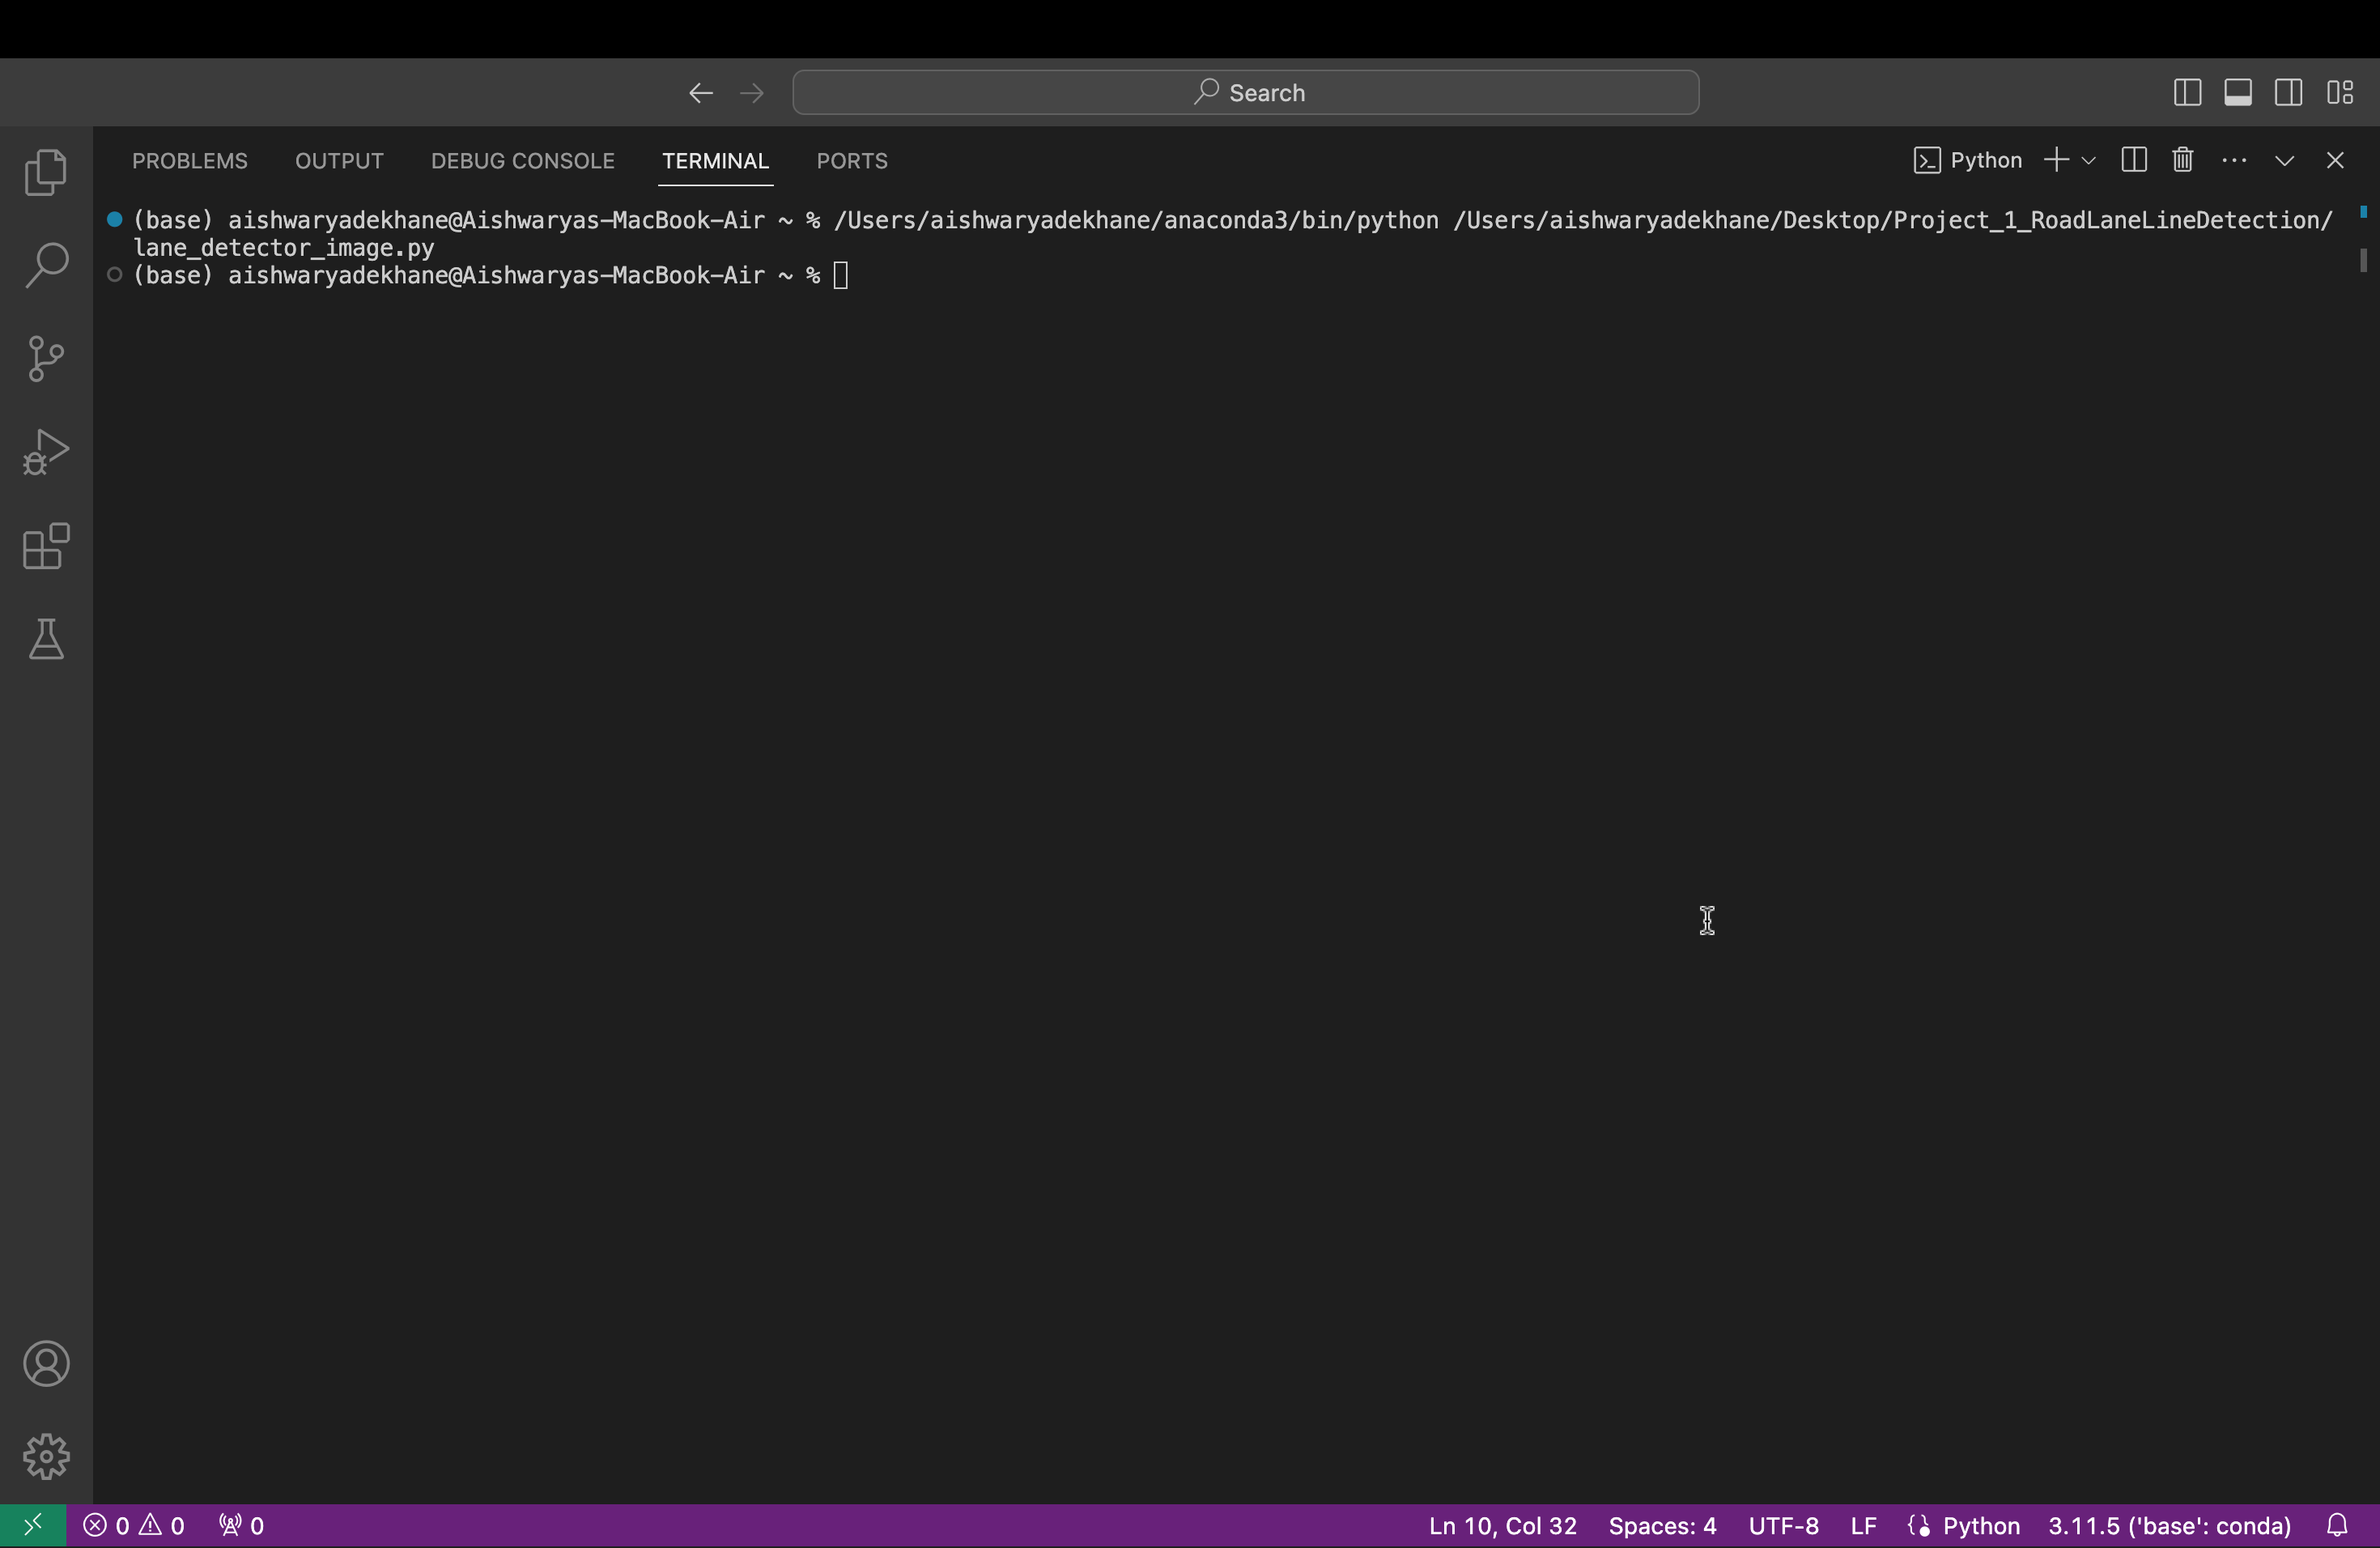 Search
PROBLEMS OUTPUT DEBUG CONSOLE TERMINAL PORTS Python
(base) aishwaryadekhane@Aishwaryas-MacBook-Air ~ % /Users/aishwaryadekhane/anaconda3/bin/python /Users/aishwaryadekhane/Desktop/Project_1_RoadLaneLineDetection/
lane_detector_image.py
(base) aishwaryadekhane@Aishwaryas-MacBook-Air ~ %
0 0 0 Ln 10, Col 32 Spaces: 4 UTF-8 LF Python 3.11.5 ('base': conda)